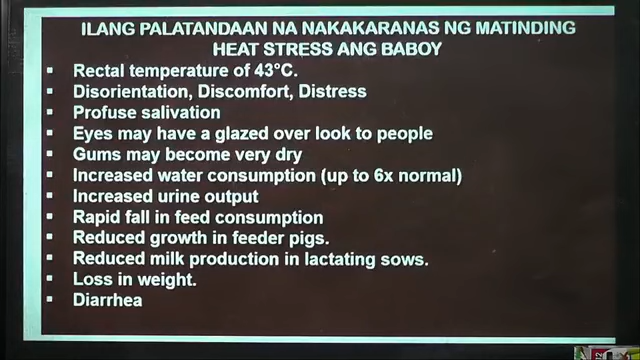 ILANG PALATANDAAN NA NAKAKARANAS NG MATINDING
HEAT STRESS ANG BABOY
▪ Rectal temperature of 43°C.
▪ Disorientation, Discomfort, Distress
▪ Profuse salivation
▪ Eyes may have a glazed over look to people
▪ Gums may become very dry
▪ Increased water consumption (up to 6x normal)
▪ Increased urine output
▪ Rapid fall in feed consumption
▪ Reduced growth in feeder pigs.
▪ Reduced milk production in lactating sows.
▪ Loss in weight.
▪ Diarrhea